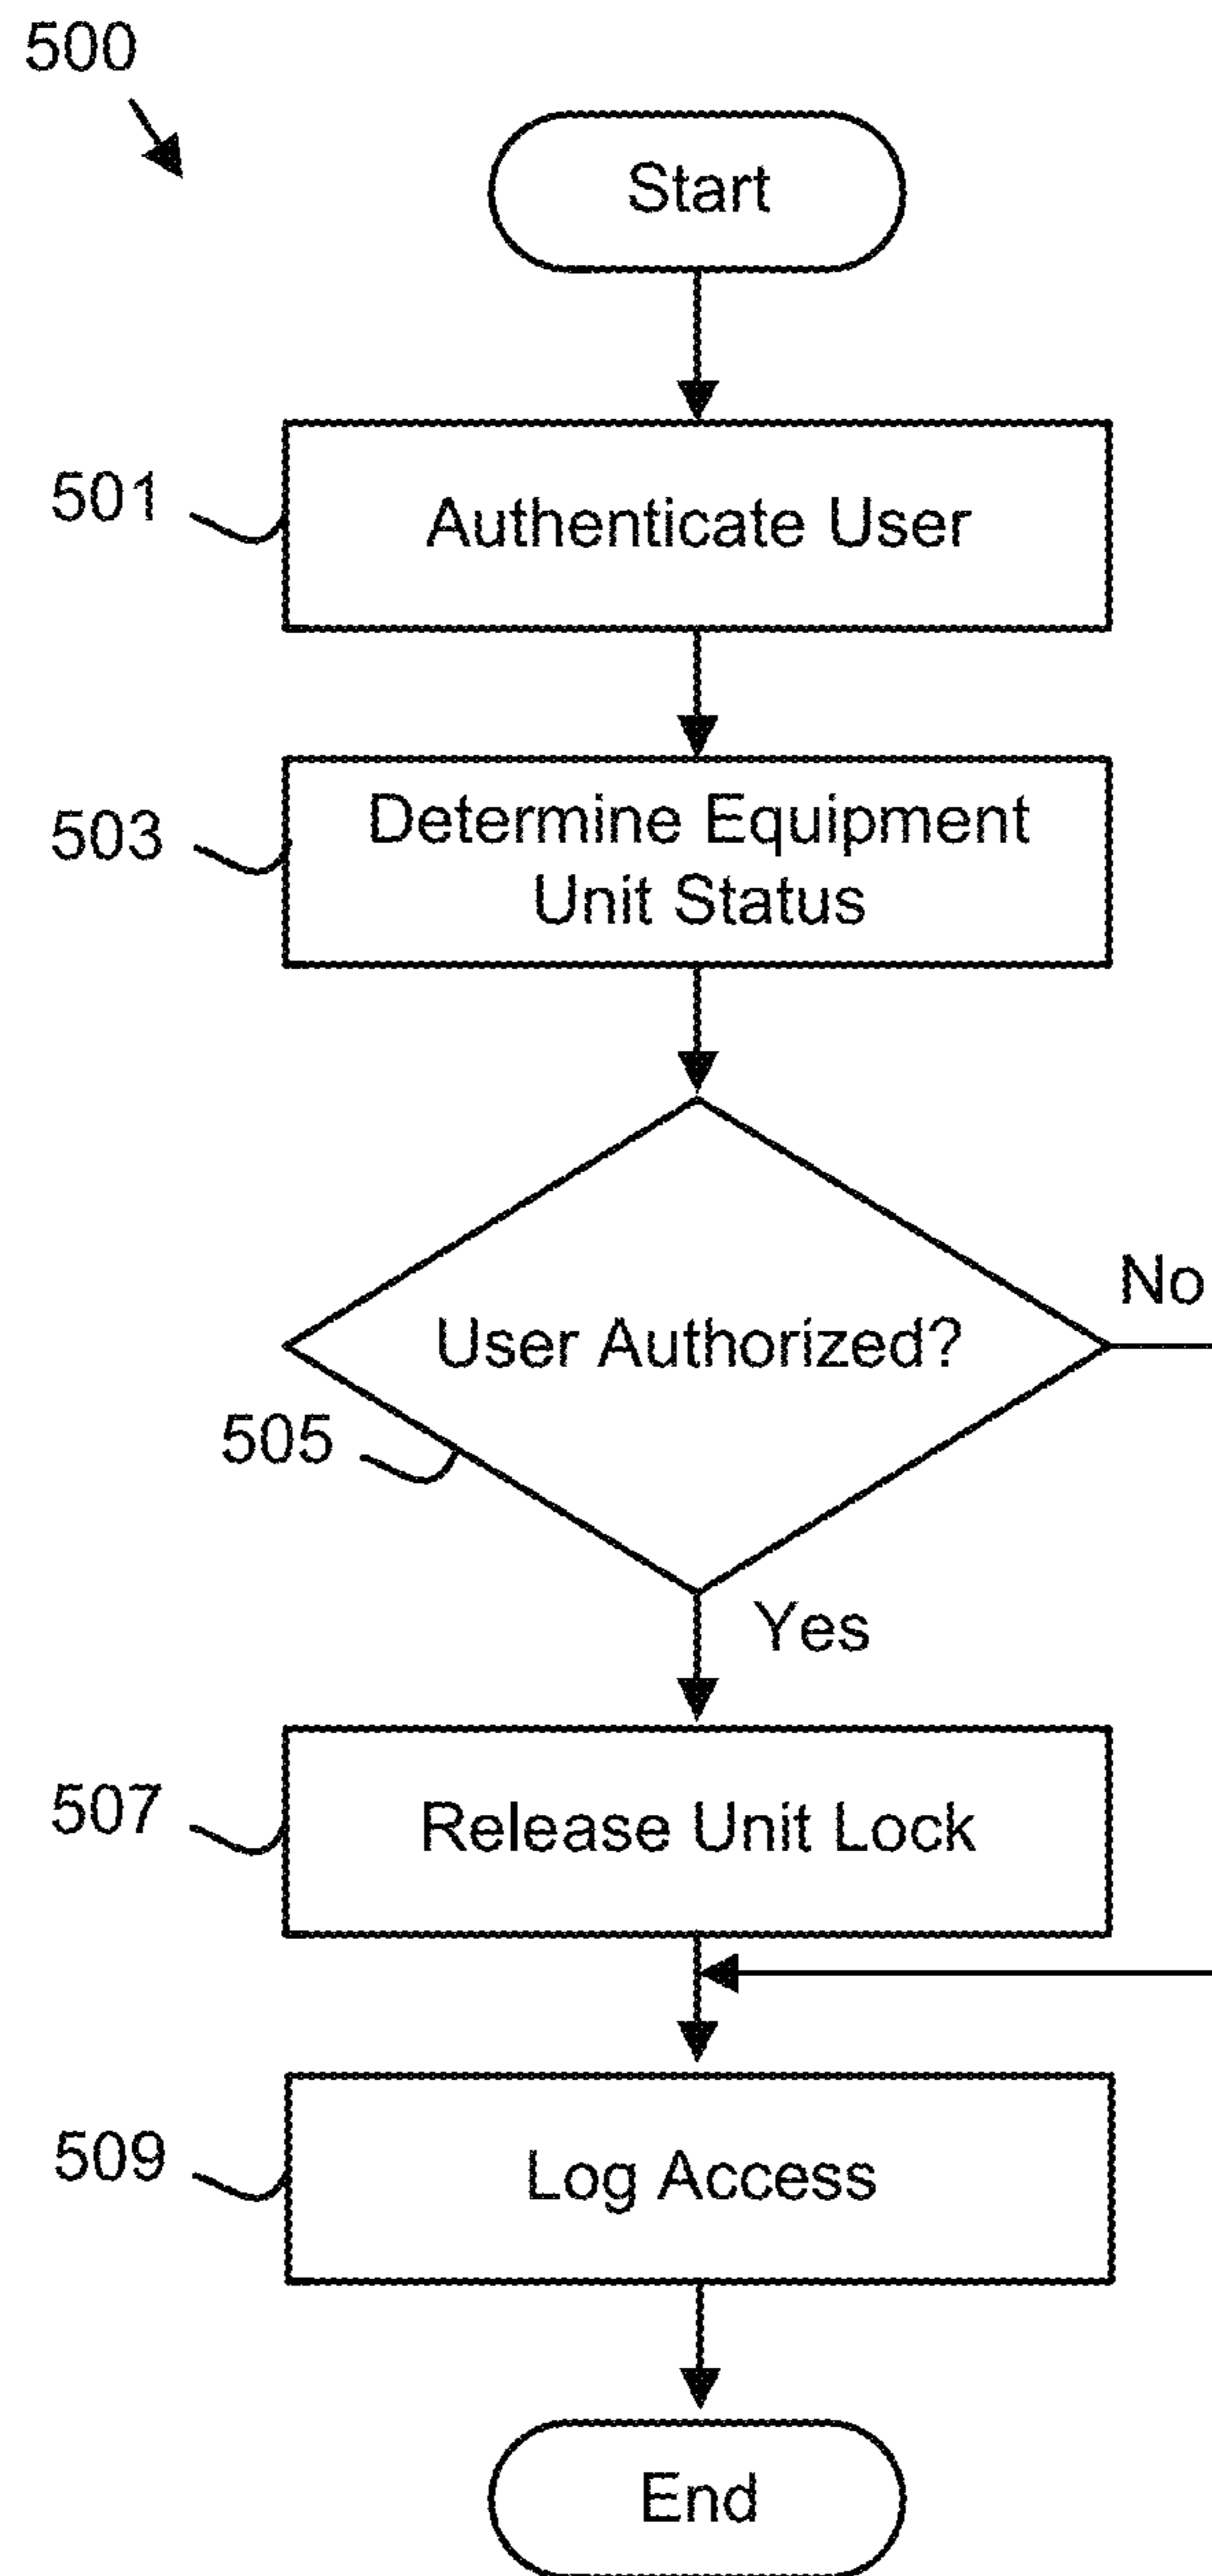 500
Start
501
Authenticate User
503
Determine Equipment
Unit Status
No
User Authorized?
505
Yes
507
Release Unit Lock
509
Log Access
End